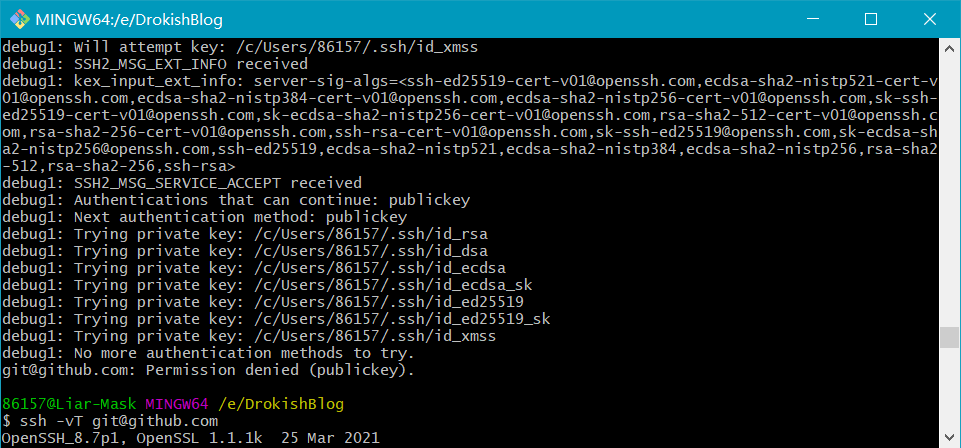 MINGW64:/e/DrokishBlog
debug1: Will attempt key: /c/Users/86157/.ssh/id_xmss
debug1: SSH2_MSG_EXT_INFO received
debug1: kex_input_ext_info: server-sig-algs=<ssh-ed25519-cert-v01@openssh.com,ecdsa-sha2-nistp521-cert-v
01@openssh.com,ecdsa-sha2-nistp384-cert-v01@openssh.com,ecdsa-sha2-nistp256-cert-v01@openssh.com,sk-ssh-
ed25519-cert-v01@openssh.com,sk-ecdsa-sha2-nistp256-cert-v01@openssh.com,rsa-sha2-512-cert-v01@openssh.c
om,rsa-sha2-256-cert-v01@openssh.com,ssh-rsa-cert-v01@openssh.com,sk-ssh-ed25519@openssh.com,sk-ecdsa-sh
a2-nistp256@openssh.com,ssh-ed25519,ecdsa-sha2-nistp521,ecdsa-sha2-nistp384,ecdsa-sha2-nistp256,rsa-sha2
-512,rsa-sha2-256,ssh-rsa>
debug1: SSH2_MSG_SERVICE_ACCEPT received
debug1: Authentications that can continue: publickey
debug1: Next authentication method: publickey
debug1: Trying private key: /c/Users/86157/.ssh/id_rsa
debug1: Trying private key: /c/Users/86157/.ssh/id_dsa
debug1: Trying private key: /c/Users/86157/.ssh/id_ecdsa
debug1: Trying private key: /c/Users/86157/.ssh/id_ecdsa_sk
debug1: Trying private key: /c/Users/86157/.ssh/id_ed25519
debug1: Trying private key: /c/Users/86157/.ssh/id_ed25519_sk
debug1: Trying private key: /c/Users/86157/.ssh/id_xmss
debug1: No more authentication methods to try.
git@github.com: Permission denied (publickey).
86157@Liar-Mask MINGW64 /e/DrokishBlog
$ ssh -vT git@github.com
OpenSSH_8.7p1, OpenSSL 1.1.1k  25 Mar 2021